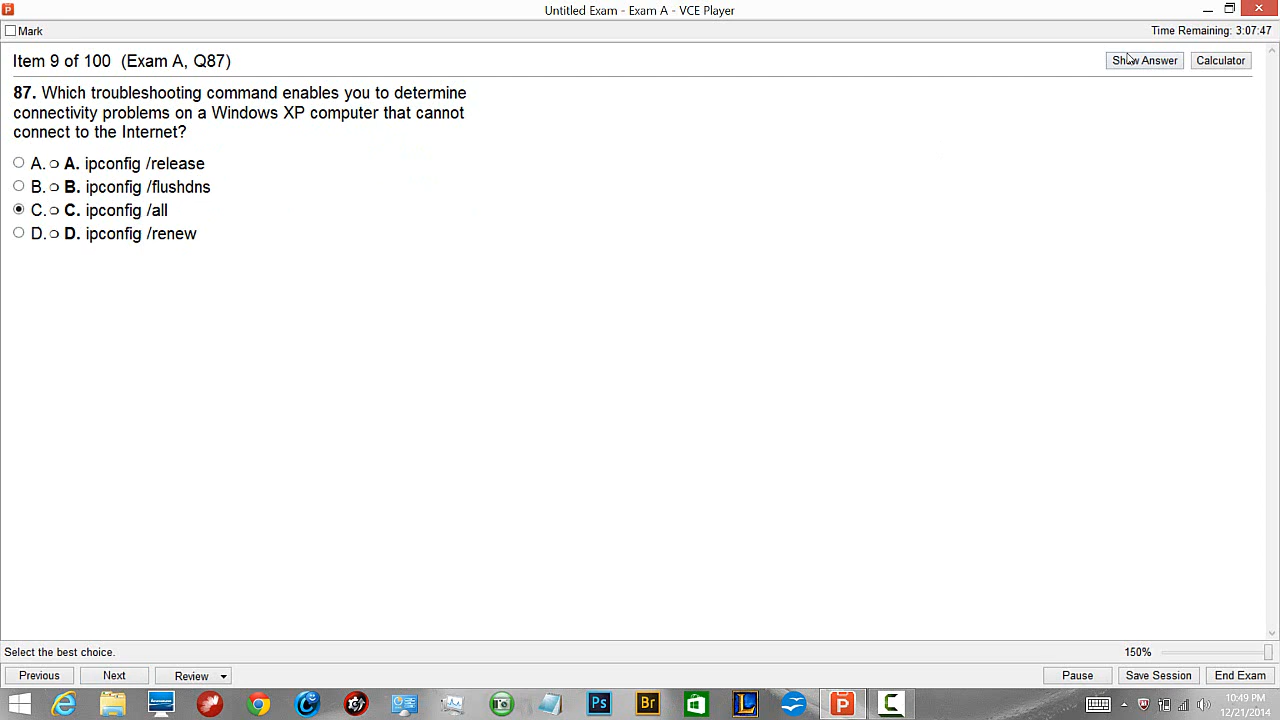 Untitled Exam - Exam A - VCE Player
Mark
Time Remaining: 3:07:47
Item 9 of 100 (Exam A, Q87)
Show Answer
Calculator
87. Which troubleshooting command enables you to determine
connectivity problems on a Windows XP computer that cannot
connect to the Internet?
A. A. ipconfig /release
B. B. ipconfig /flushdns
C. C. ipconfig /all
D. D. ipconfig /renew
Select the best choice.
150%
Previous
Next
Review
Pause
Save Session
End Exam
Ps
Br
L
P
C
10:49 PM
12/21/2014